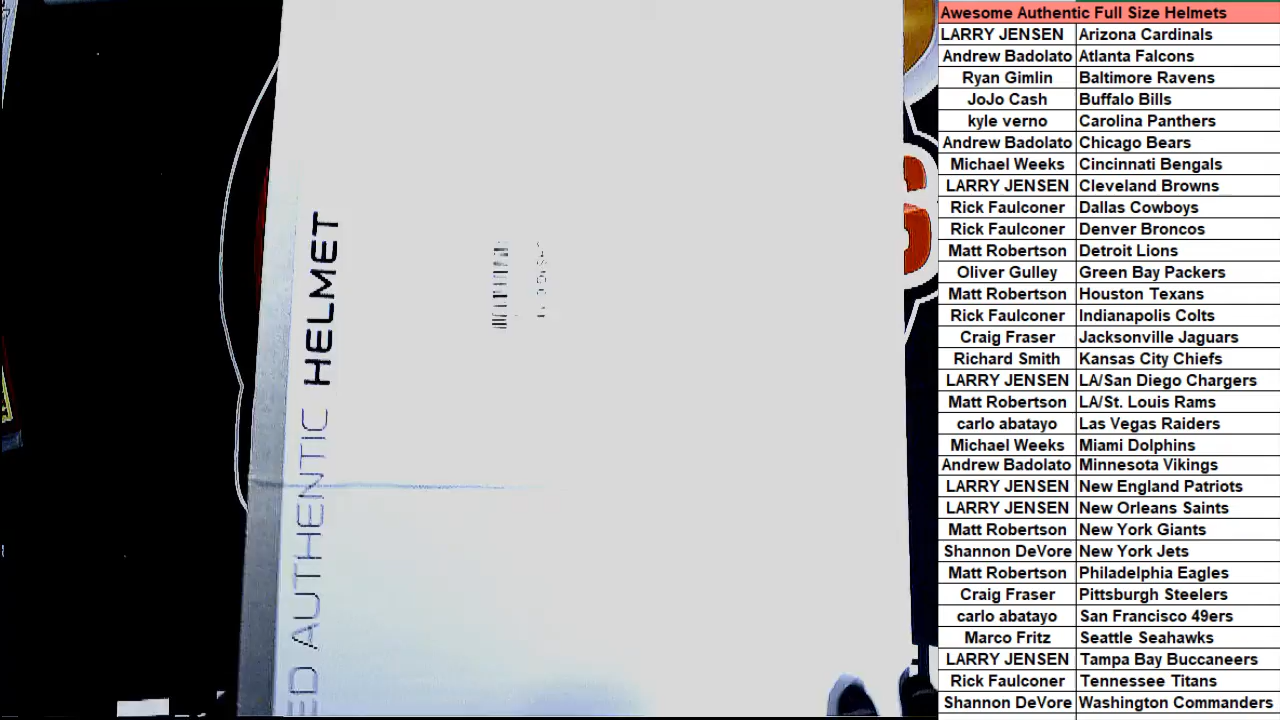 ED AUTHENTIC HELMET
Awesome Authentic Full Size Helmets
LARRY JENSEN Arizona Cardinals
Andrew Badolato Atlanta Falcons
Ryan Gimlin Baltimore Ravens
JoJo Cash Buffalo Bills
kyle verno Carolina Panthers
Andrew Badolato Chicago Bears
Michael Weeks Cincinnati Bengals
LARRY JENSEN Cleveland Browns
Rick Faulconer Dallas Cowboys
Rick Faulconer Denver Broncos
Matt Robertson Detroit Lions
Oliver Gulley Green Bay Packers
Matt Robertson Houston Texans
Rick Faulconer Indianapolis Colts
Craig Fraser Jacksonville Jaguars
Richard Smith Kansas City Chiefs
LARRY JENSEN LA/San Diego Chargers
Matt Robertson LA/St. Louis Rams
carlo abatayo Las Vegas Raiders
Michael Weeks Miami Dolphins
Andrew Badolato Minnesota Vikings
LARRY JENSEN New England Patriots
LARRY JENSEN New Orleans Saints
Matt Robertson New York Giants
Shannon DeVore New York Jets
Matt Robertson Philadelphia Eagles
Craig Fraser Pittsburgh Steelers
carlo abatayo San Francisco 49ers
Marco Fritz Seattle Seahawks
LARRY JENSEN Tampa Bay Buccaneers
Rick Faulconer Tennessee Titans
Shannon DeVore Washington Commanders